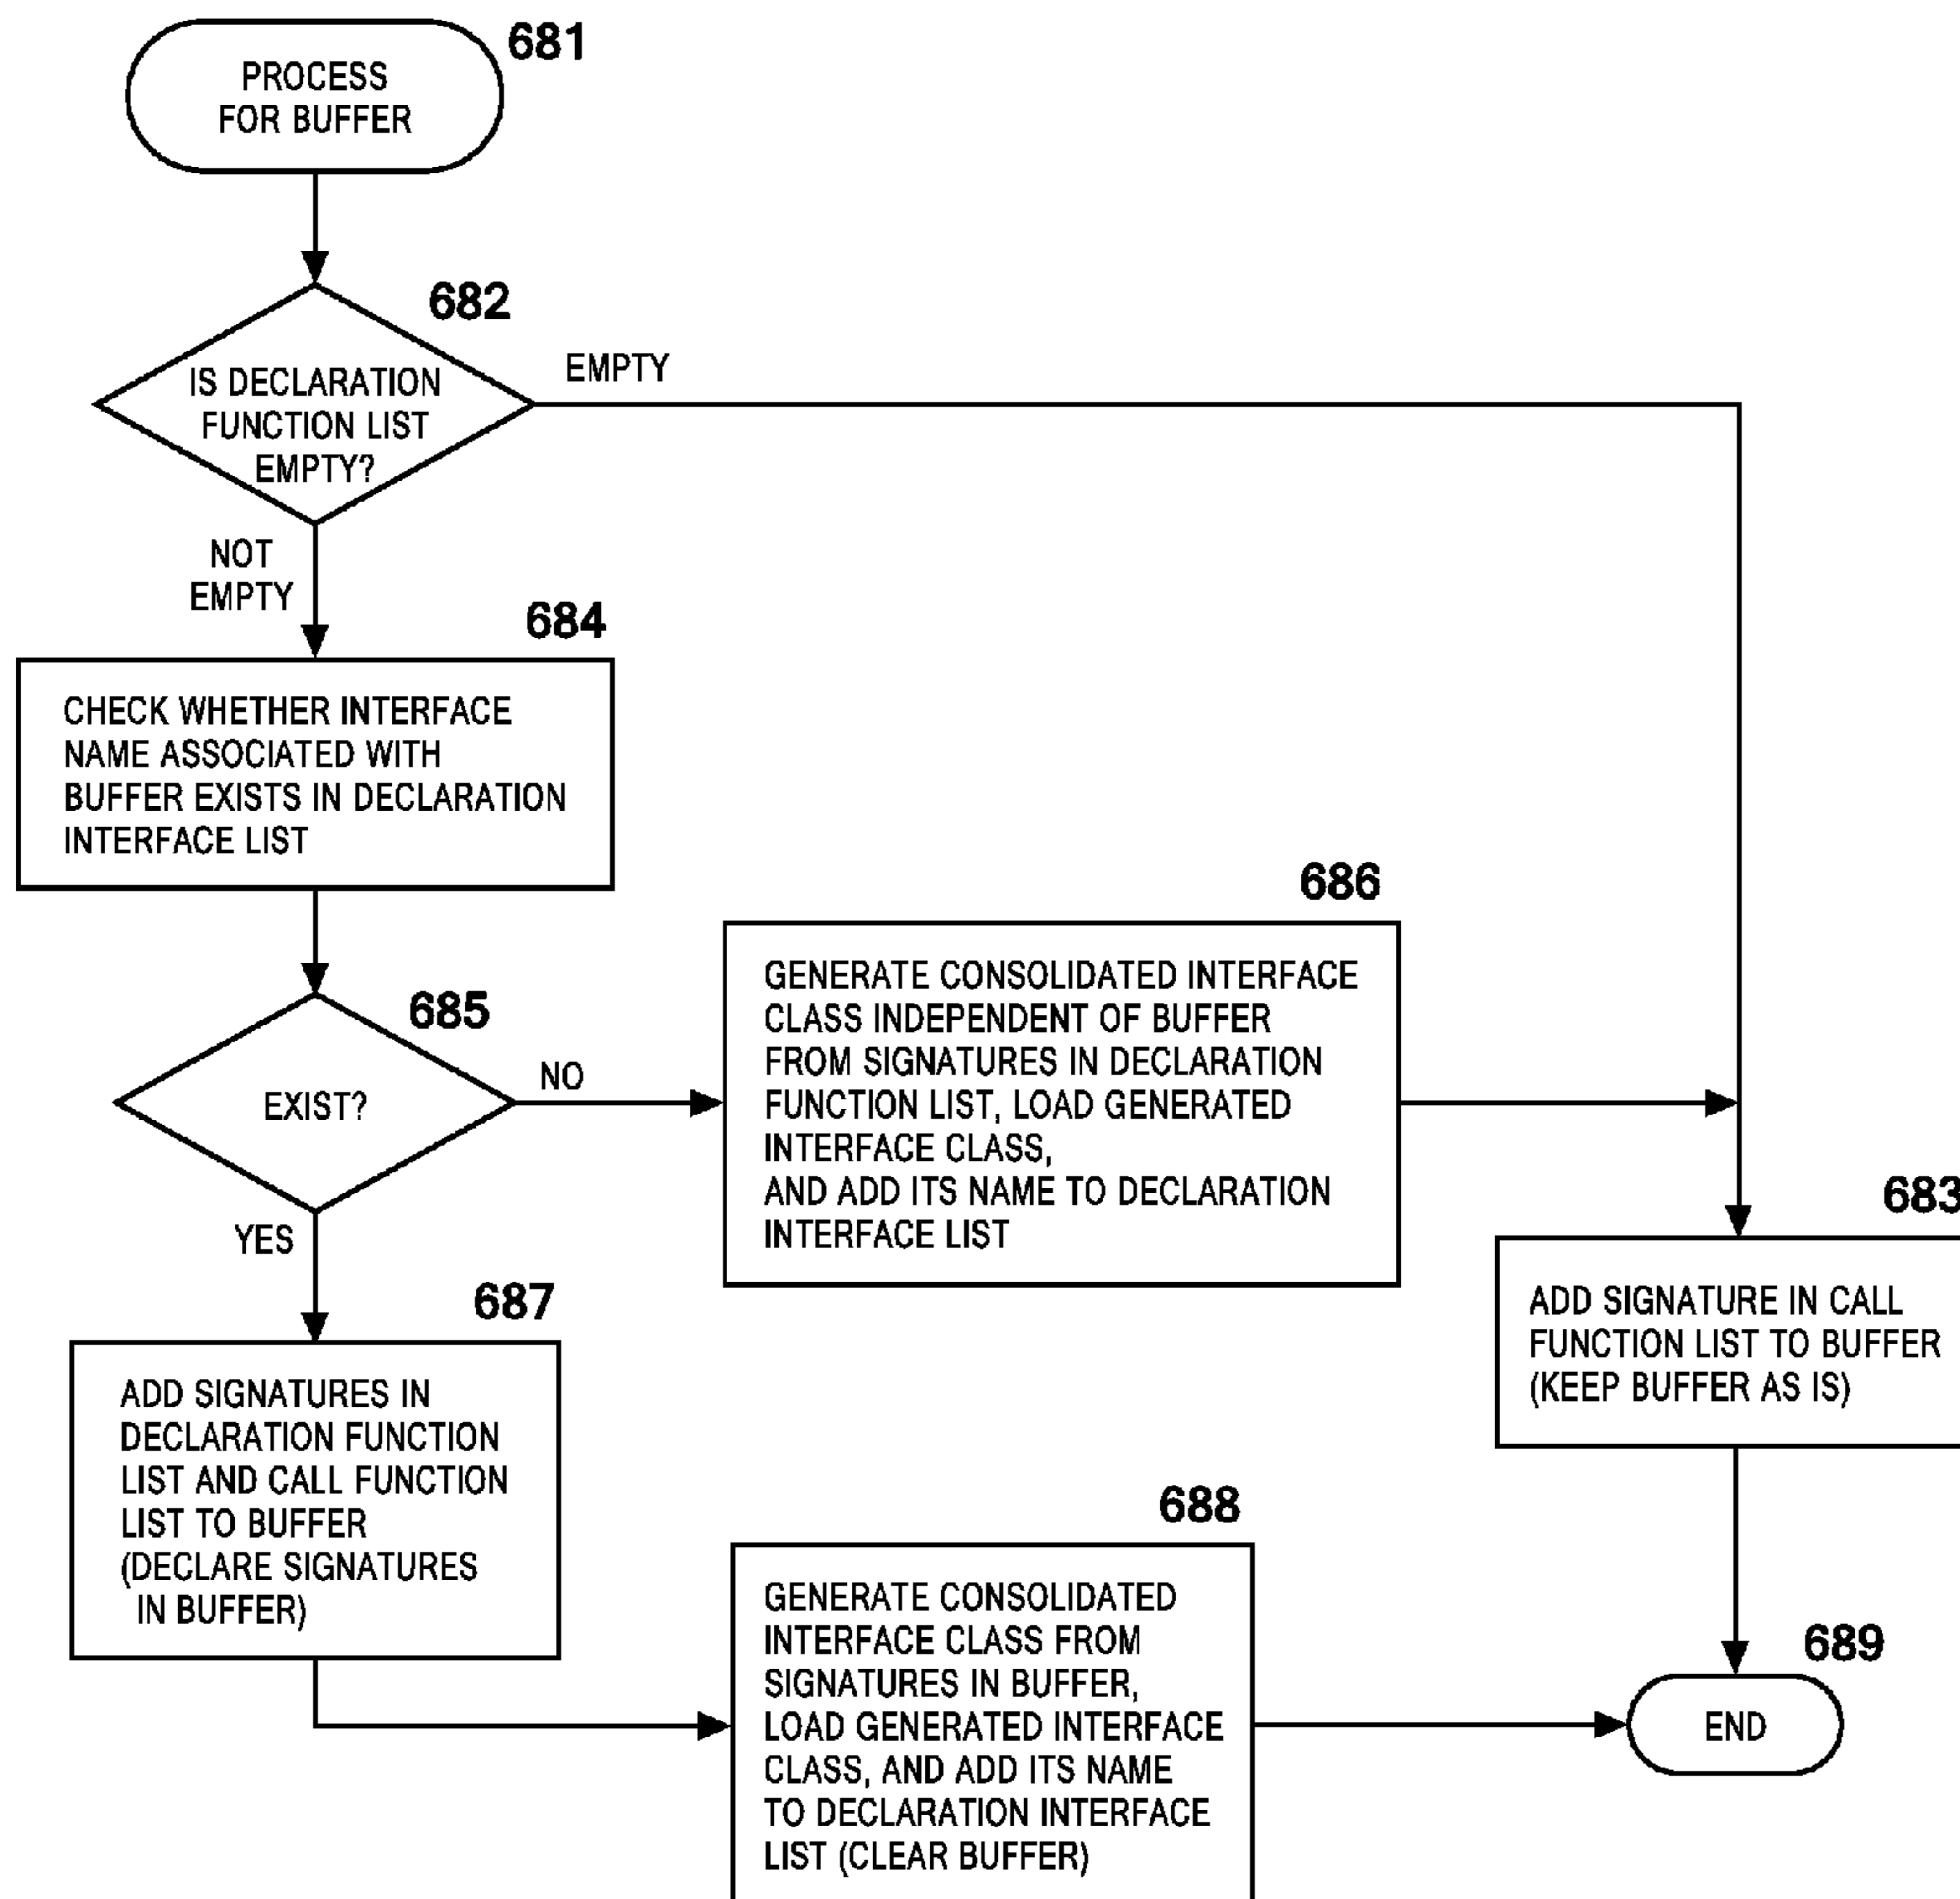 681
PROCESS
FOR BUFFER
682
IS DECLARATION
FUNCTION LIST
EMPTY?
EMPTY
NOT
EMPTY
684
CHECK WHETHER INTERFACE
NAME ASSOCIATED WITH
BUFFER EXISTS IN DECLARATION
INTERFACE LIST
685
EXIST?
NO
YES
686
GENERATE CONSOLIDATED INTERFACE
CLASS INDEPENDENT OF BUFFER
FROM SIGNATURES IN DECLARATION
FUNCTION LIST, LOAD GENERATED
INTERFACE CLASS,
AND ADD ITS NAME TO DECLARATION
INTERFACE LIST
683
ADD SIGNATURE IN CALL
FUNCTION LIST TO BUFFER
(KEEP BUFFER AS IS)
687
ADD SIGNATURES IN
DECLARATION FUNCTION
LIST AND CALL FUNCTION
LIST TO BUFFER
(DECLARE SIGNATURES
IN BUFFER)
688
GENERATE CONSOLIDATED
INTERFACE CLASS FROM
SIGNATURES IN BUFFER,
LOAD GENERATED INTERFACE
CLASS, AND ADD ITS NAME
TO DECLARATION INTERFACE
LIST (CLEAR BUFFER)
689
END